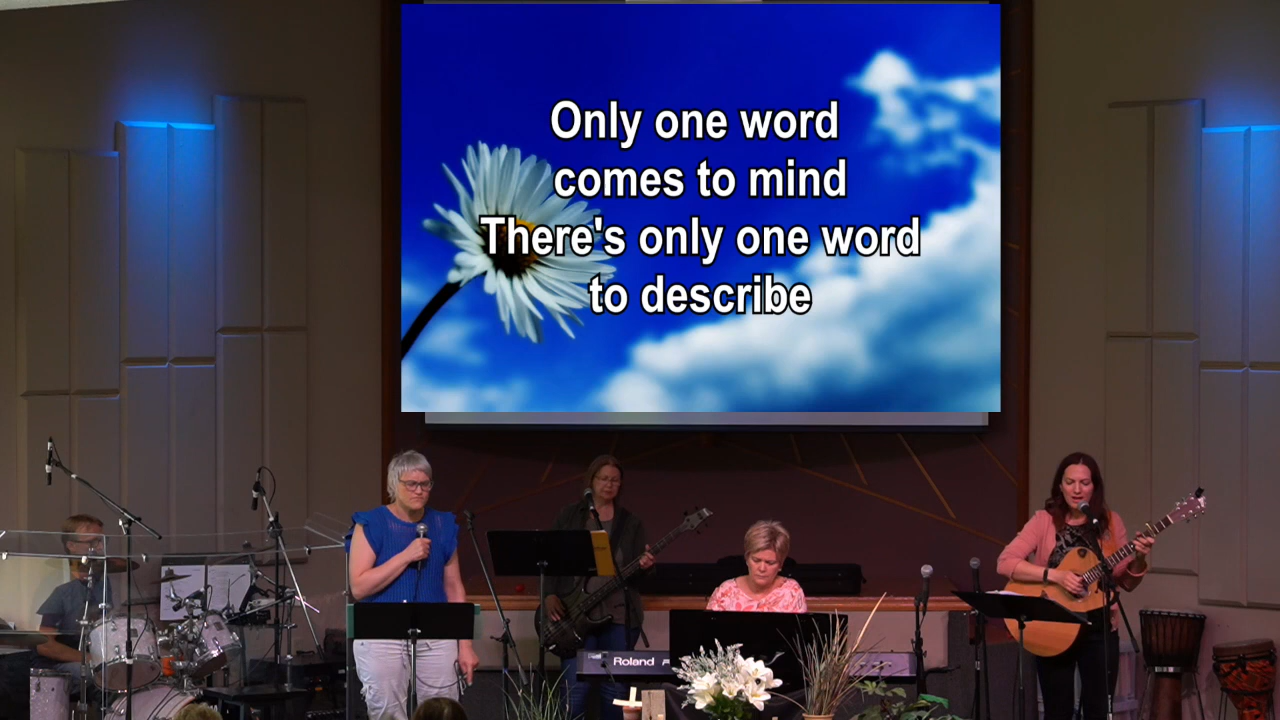 Only one word
comes to mind
There's only one word
to describe
Roland